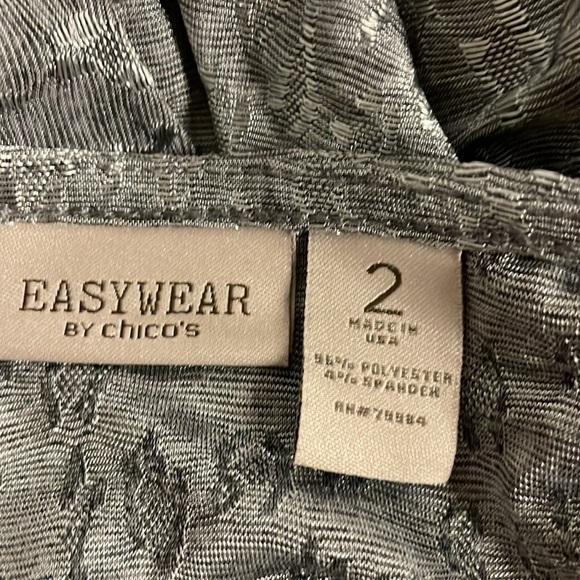 EASYWEAR
BY chico's
2
MADE IN
USA
96% POLYESTER
4% SPANDEX
RN#79984